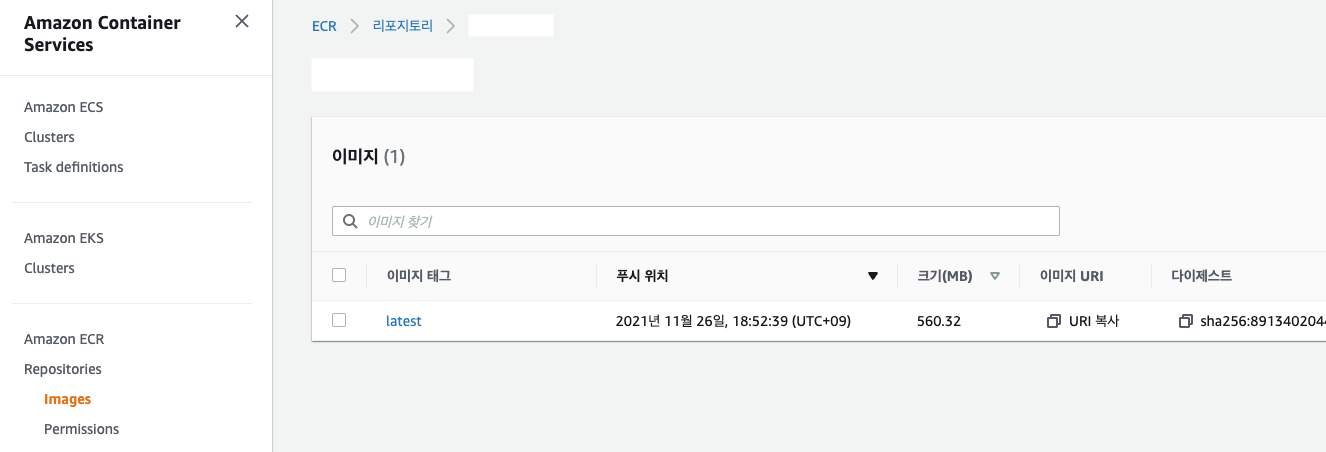 Amazon Container
Services
Amazon ECS
Clusters
Task definitions
Amazon EKS
Clusters
Amazon ECR
Repositories
Images
Permissions
ECR
리포지토리
이미지 (1)
이미지 찾기
이미지 태그 푸시 위치 크기(MB) 이미지 URI 다이제스트
latest 2021년 11월 26일, 18:52:39 (UTC+09) 560.32 URI 복사 sha256:8913402044